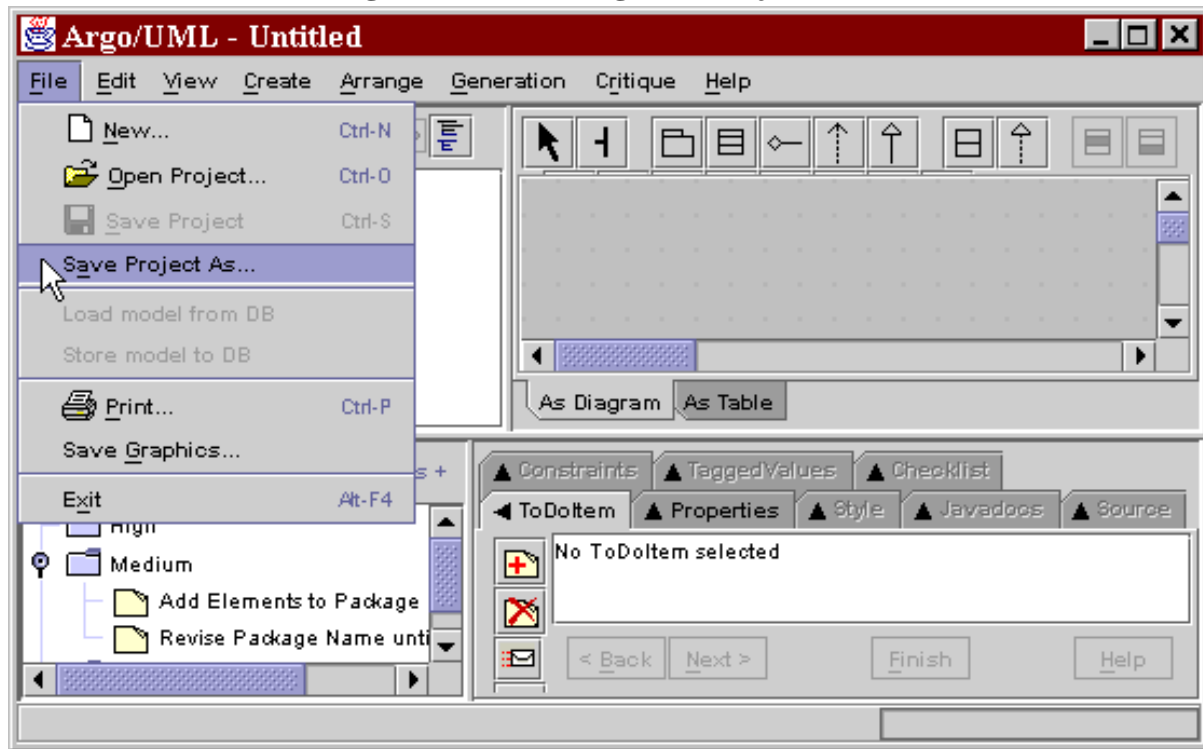 Argo/UML - Untitled
File Edit View Create Arrange Generation Critique Help
New... Ctrl-N
Open Project... Ctrl-O
Save Project Ctrl-S
Save Project As...
Load model from DB
Store model to DB
Print... Ctrl-P
Save Graphics...
Exit Alt-F4
As Diagram As Table
s +
High
Medium
Add Elements to Package
Revise Package Name unti
Constraints TaggedValues Checklist
ToDoItem Properties Style Javadocs Source
No ToDoItem selected
< Back Next > Finish Help